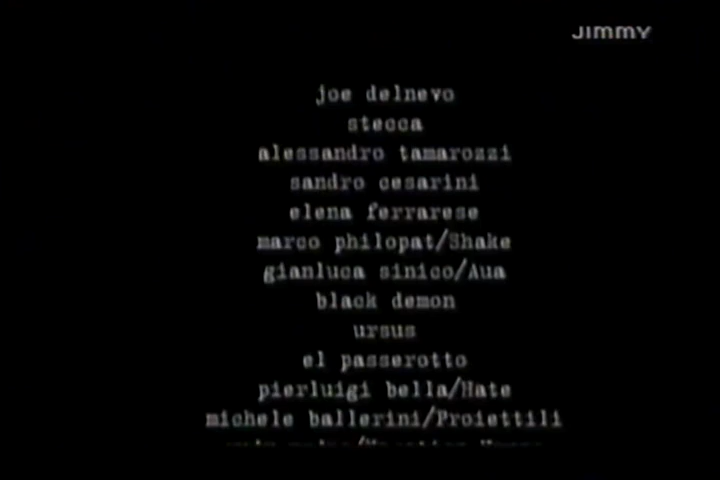 JIMMY
joe delnevo
stecca
alessandro tamarozzi
sandro cesarini
elena ferrarese
marco philopat/Shake
gianluca sinico/Aua
black demon
ursus
el passerotto
pierluigi bella/Hate
michele ballerini/Proiettili